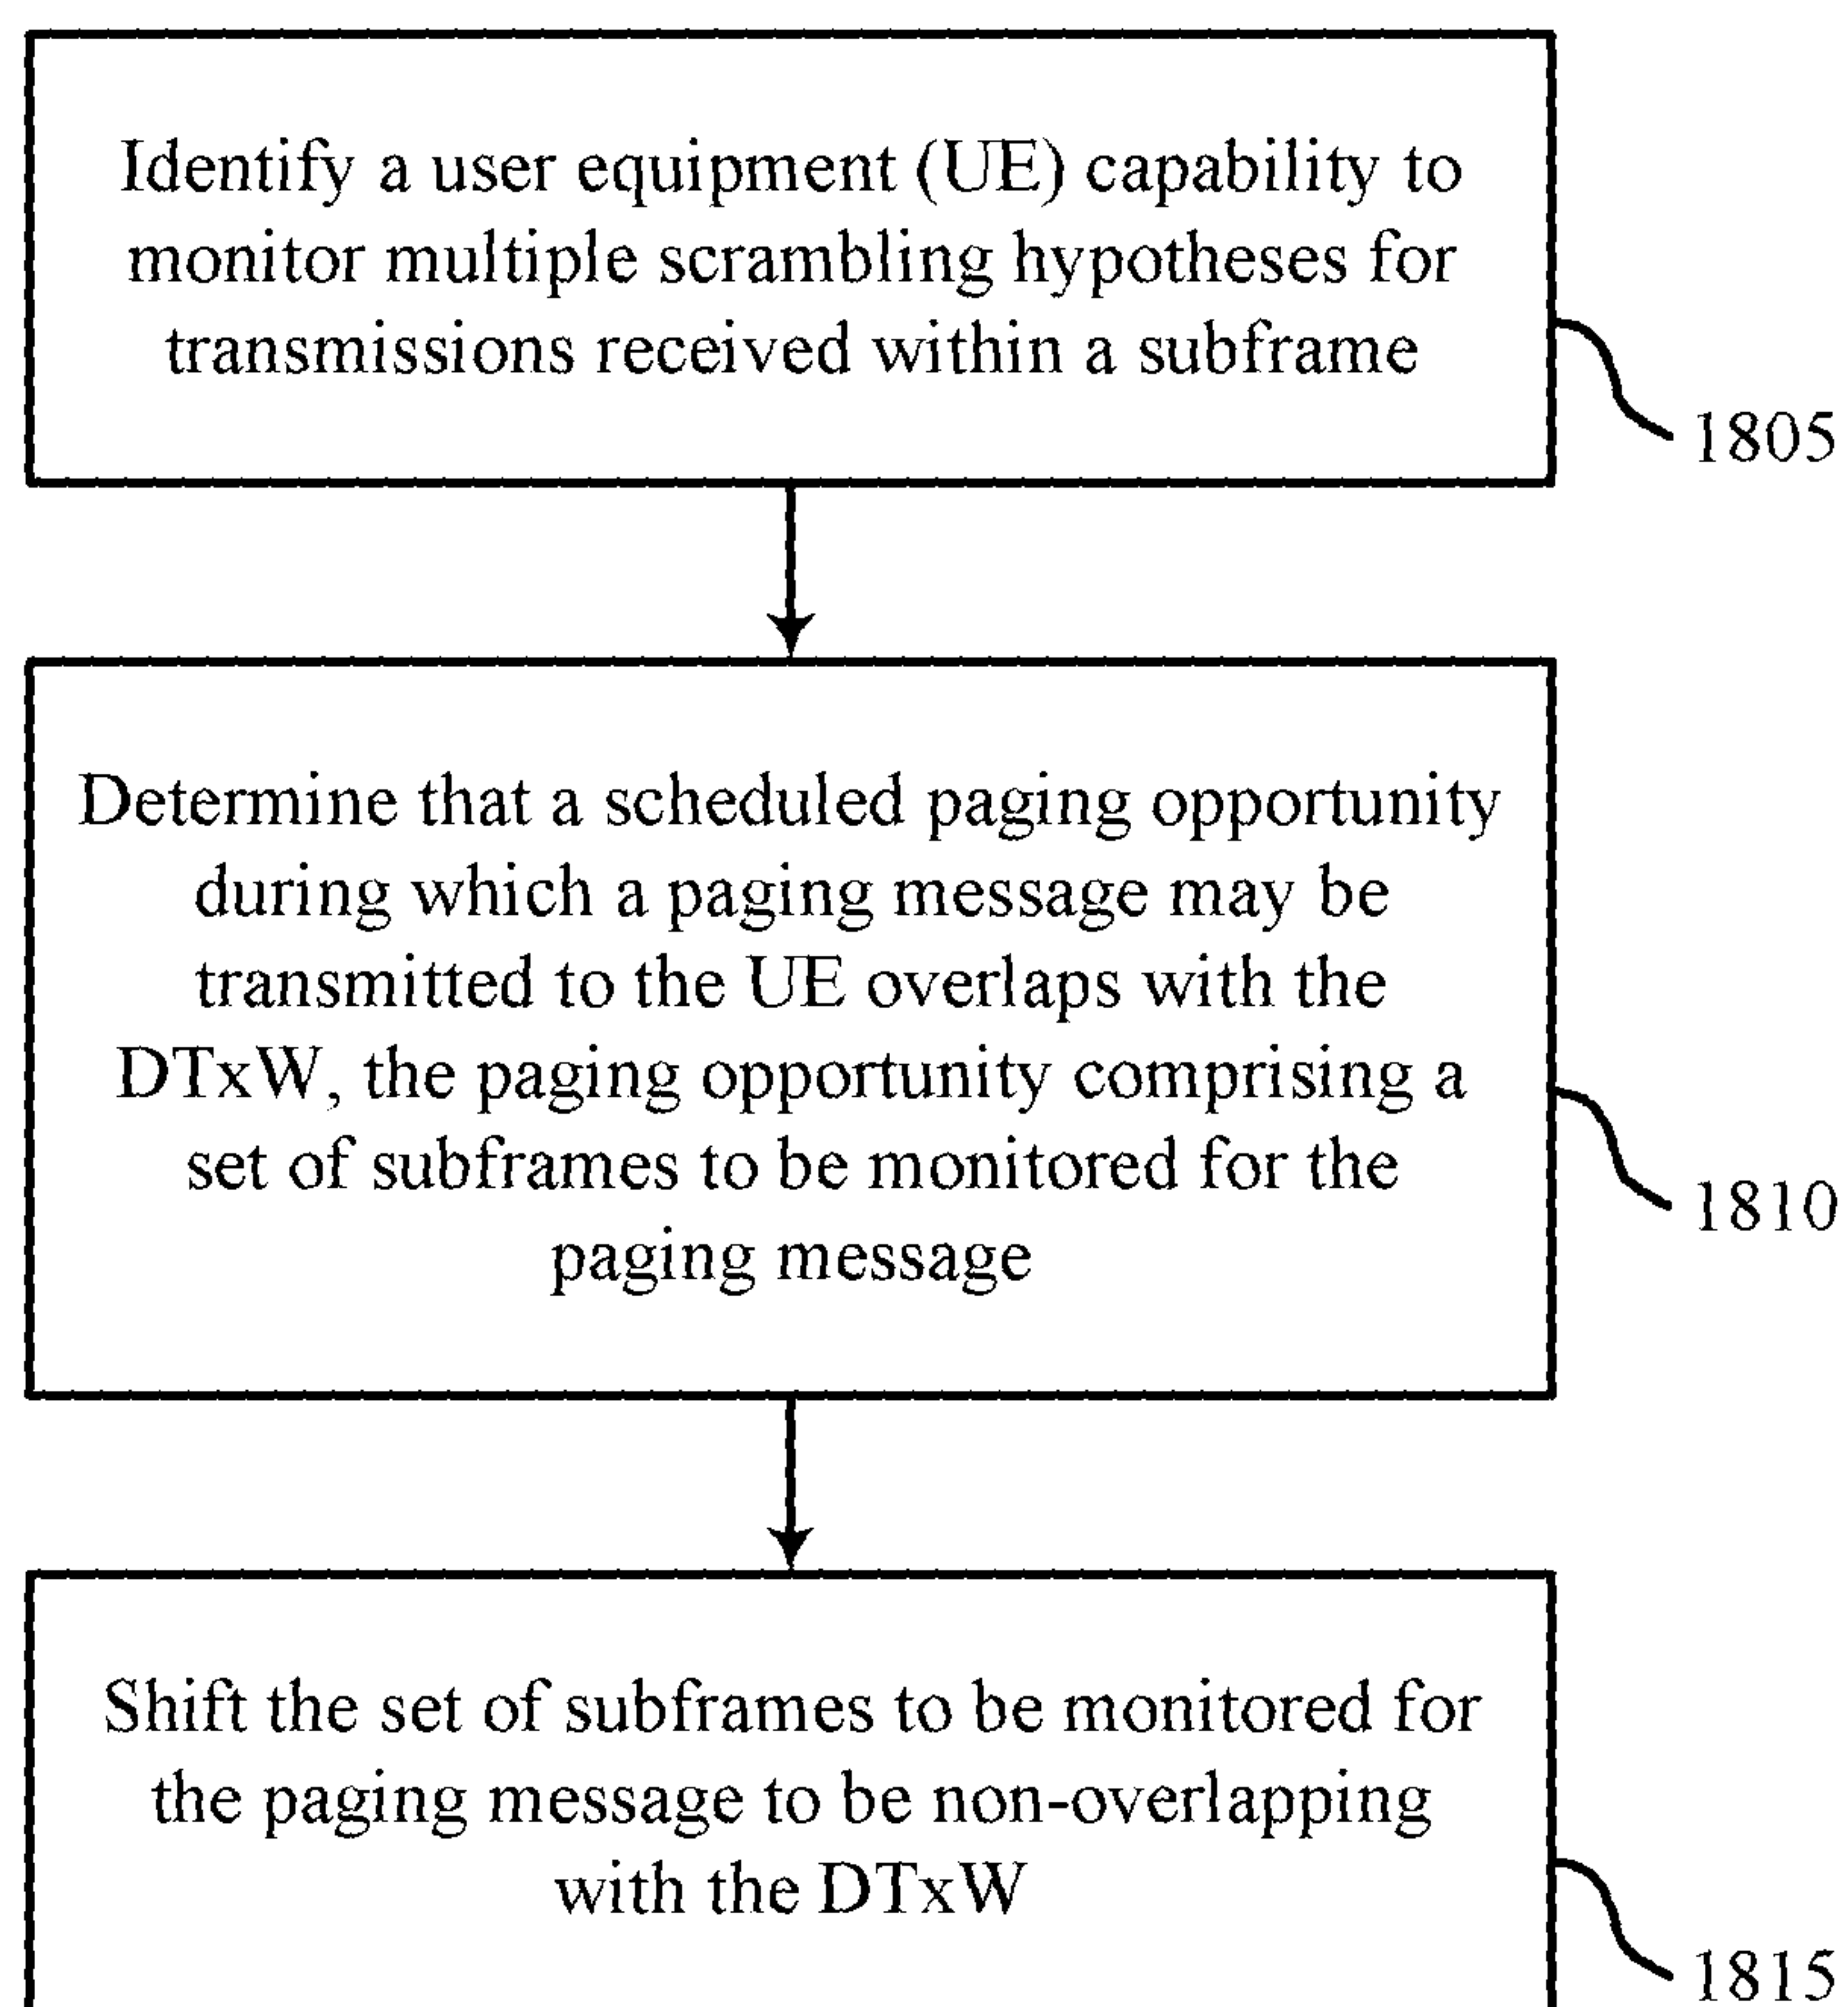 Identify a user equipment (UE) capability to
monitor multiple scrambling hypotheses for
transmissions received within a subframe
1805
Determine that a scheduled paging opportunity
during which a paging message may be
transmitted to the UE overlaps with the
DTxW, the paging opportunity comprising a
set of subframes to be monitored for the
paging message
1810
Shift the set of subframes to be monitored for
the paging message to be non-overlapping
with the DTxW
1815